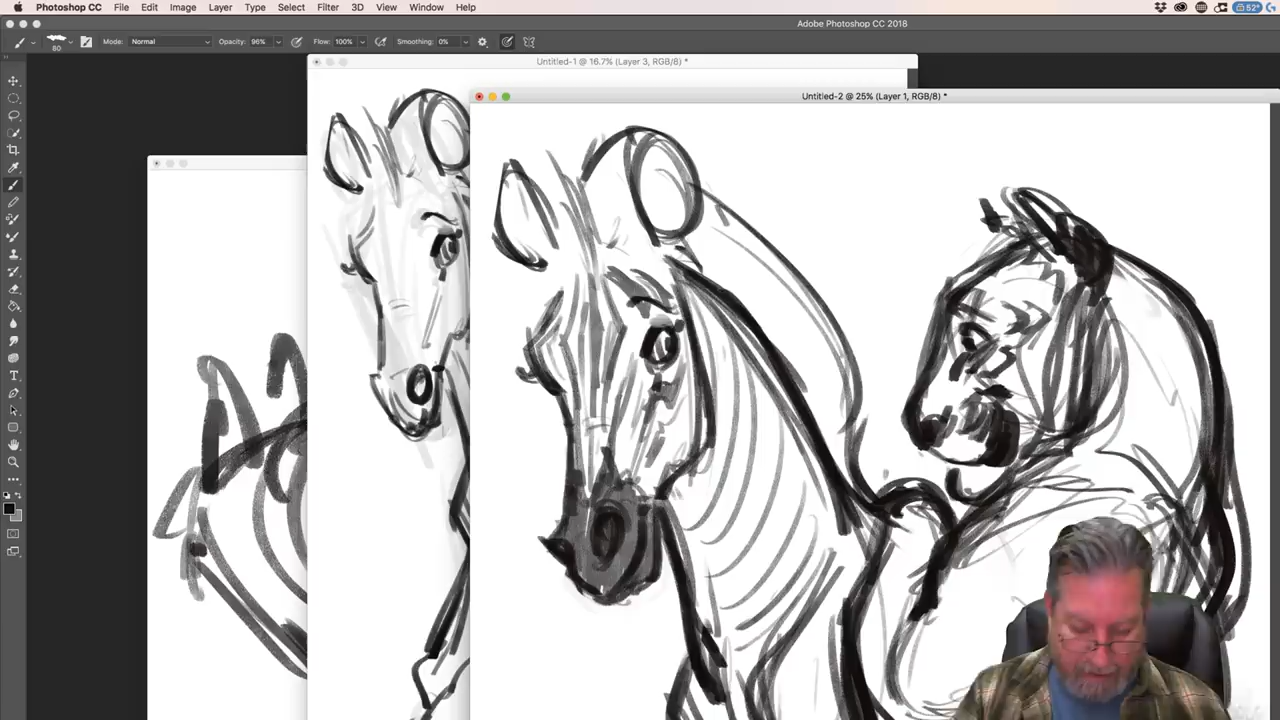 Photoshop CC File Edit Image Layer Type Select Filter 3D View Window Help 52°
Adobe Photoshop CC 2018
80 Mode: Normal Opacity: 96% Flow: 100% Smoothing: 0%
Untitled-1 @ 16.7% (Layer 3, RGB/8) *
Untitled-2 @ 25% (Layer 1, RGB/8) *